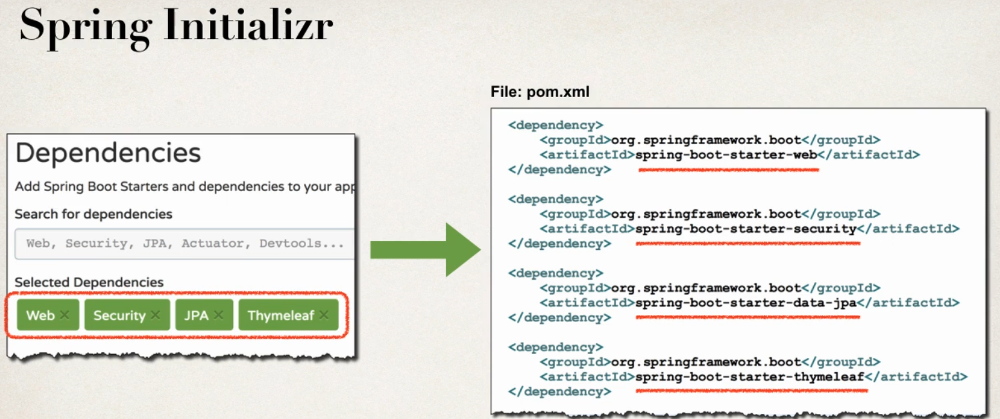 Spring Initializr
File: pom.xml
Dependencies
Add Spring Boot Starters and dependencies to your app
Search for dependencies
Web, Security, JPA, Actuator, Devtools...
Selected Dependencies
Web × Security × JPA × Thymeleaf ×
<dependency>
    <groupId>org.springframework.boot</groupId>
    <artifactId>spring-boot-starter-web</artifactId>
</dependency>
<dependency>
    <groupId>org.springframework.boot</groupId>
    <artifactId>spring-boot-starter-security</artifactId>
</dependency>
<dependency>
    <groupId>org.springframework.boot</groupId>
    <artifactId>spring-boot-starter-data-jpa</artifactId>
</dependency>
<dependency>
    <groupId>org.springframework.boot</groupId>
    <artifactId>spring-boot-starter-thymeleaf</artifactId>
</dependency>